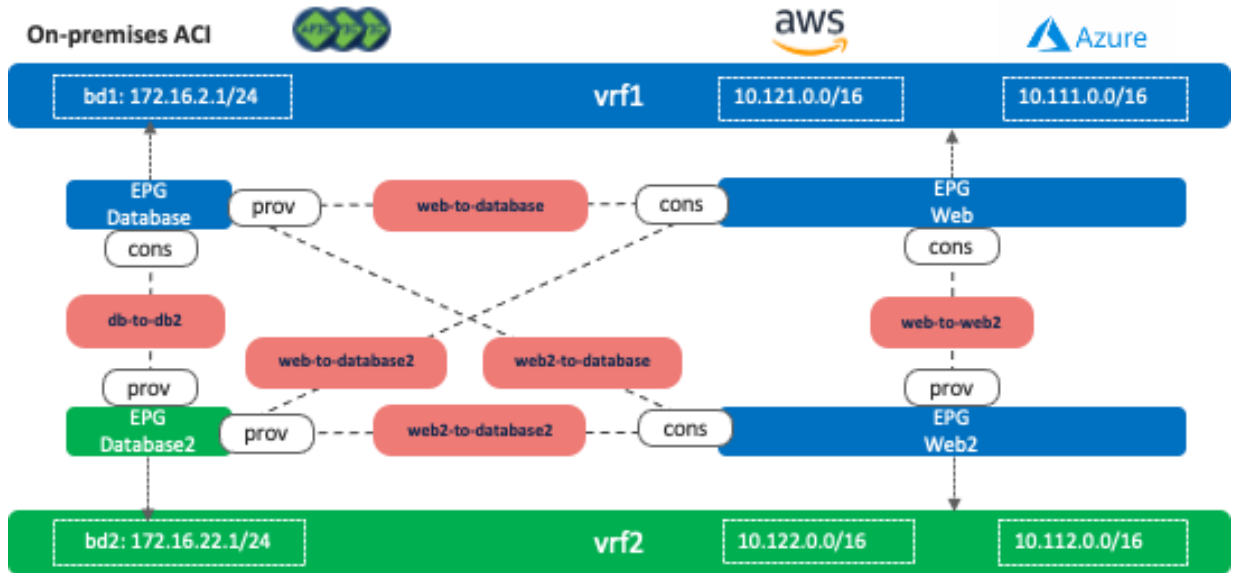 On-premises ACI
aws
Azure
bd1: 172.16.2.1/24
vrf1
10.121.0.0/16
10.111.0.0/16
EPG
Database
prov
web-to-database
cons
EPG
Web
cons
cons
db-to-db2
web-to-web2
web-to-database2
web2-to-database
prov
prov
EPG
Database2
prov
web2-to-database2
cons
EPG
Web2
bd2: 172.16.22.1/24
vrf2
10.122.0.0/16
10.112.0.0/16